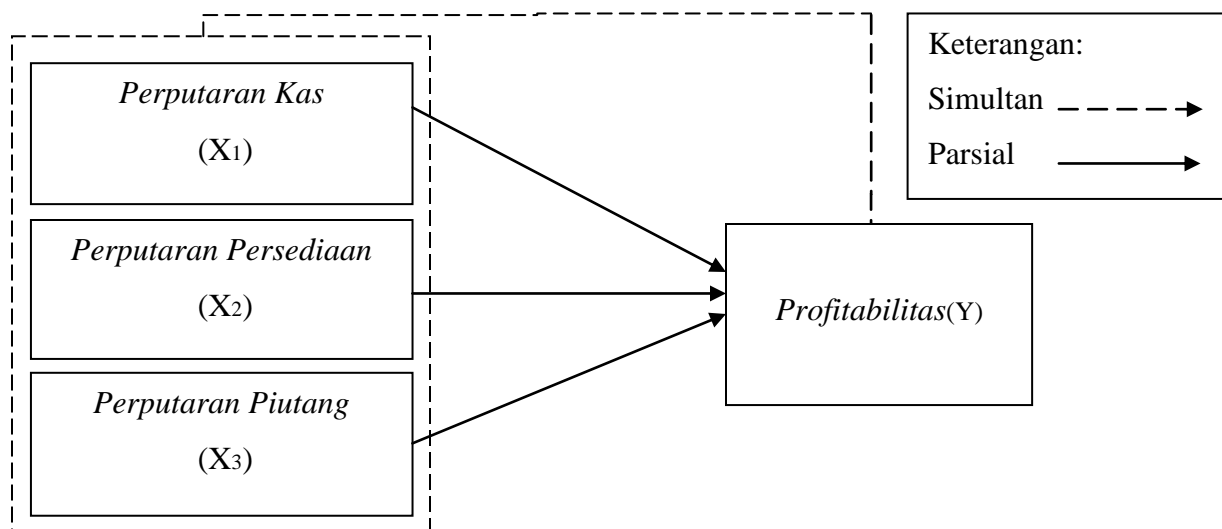 Perputaran Kas
(X1)
Perputaran Persediaan
(X2)
Perputaran Piutang
(X3)
Profitabilitas(Y)
Keterangan:
Simultan
Parsial